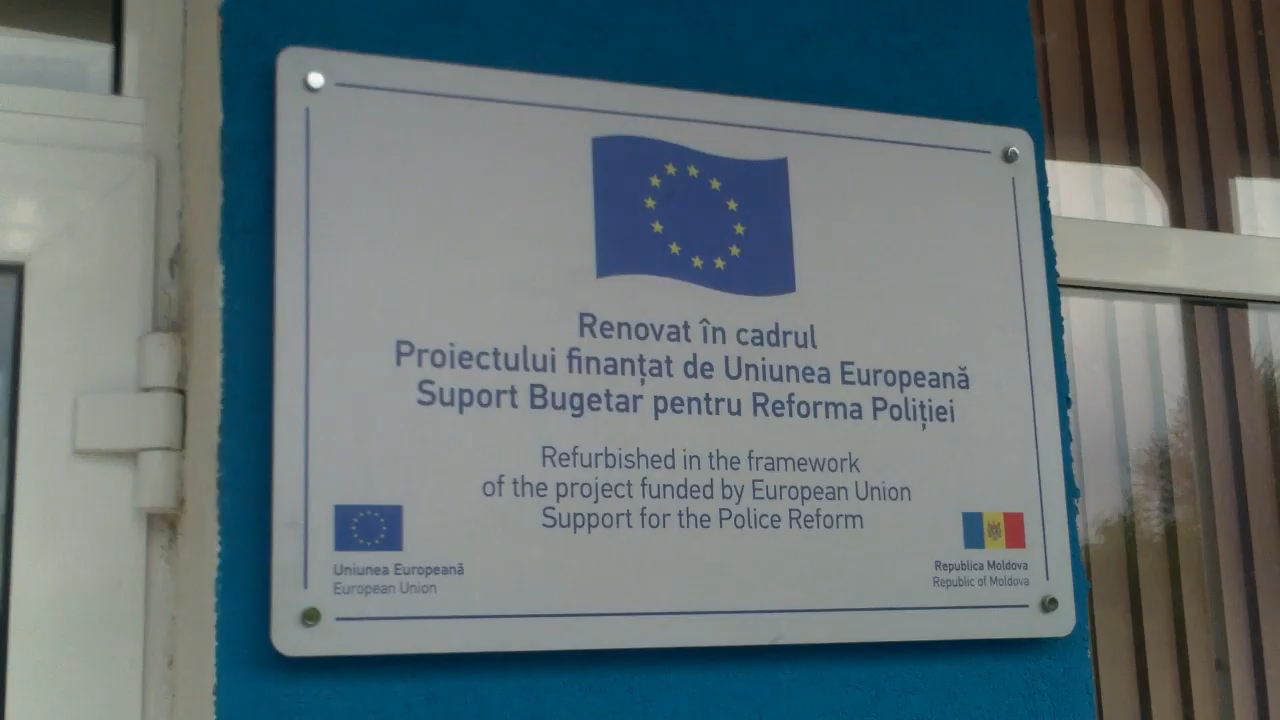 Renovat în cadrul
Proiectului finanțat de Uniunea Europeană
Suport Bugetar pentru Reforma Poliției
Refurbished in the framework
of the project funded by European Union
Support for the Police Reform
Uniunea Europeană
European Union
Republica Moldova
Republic of Moldova